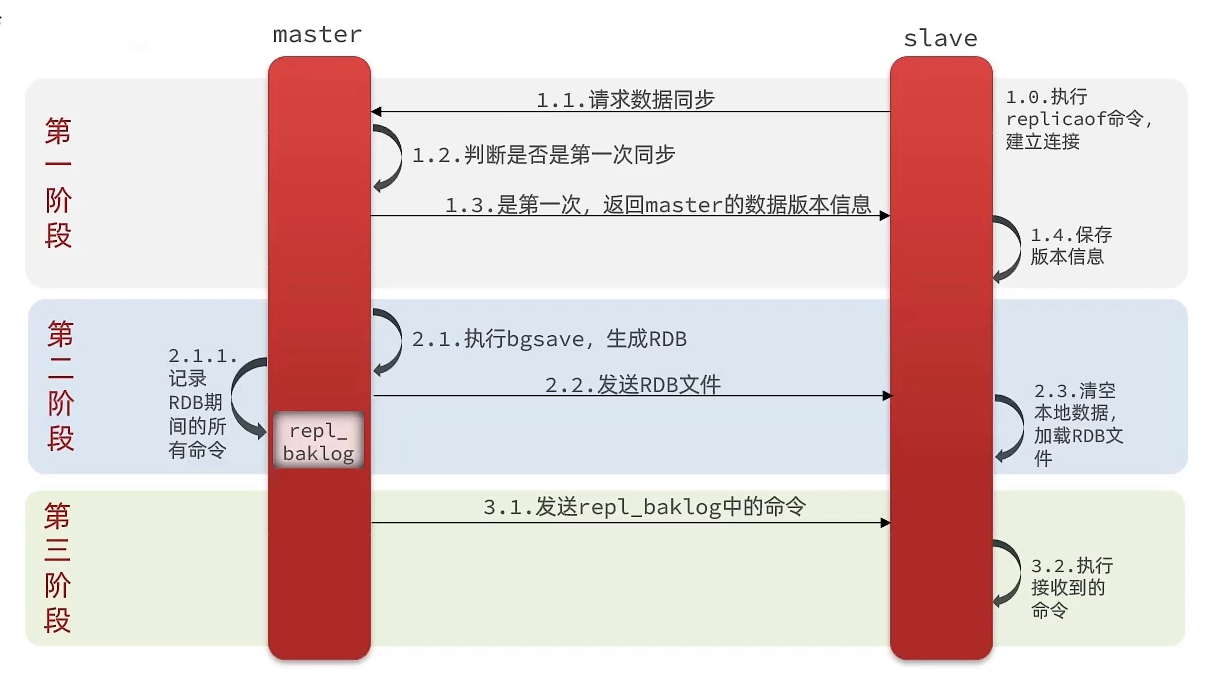 master
slave
第一阶段
1.0.执行
replicaof命令，
建立连接
1.1.请求数据同步
1.2.判断是否是第一次同步
1.3.是第一次，返回master的数据版本信息
1.4.保存
版本信息
第二阶段
2.1.执行bgsave，生成RDB
2.1.1.
记录
RDB期
间的所
有命令
repl_
baklog
2.2.发送RDB文件
2.3.清空
本地数据，
加载RDB文
件
第三阶段
3.1.发送repl_baklog中的命令
3.2.执行
接收到的
命令